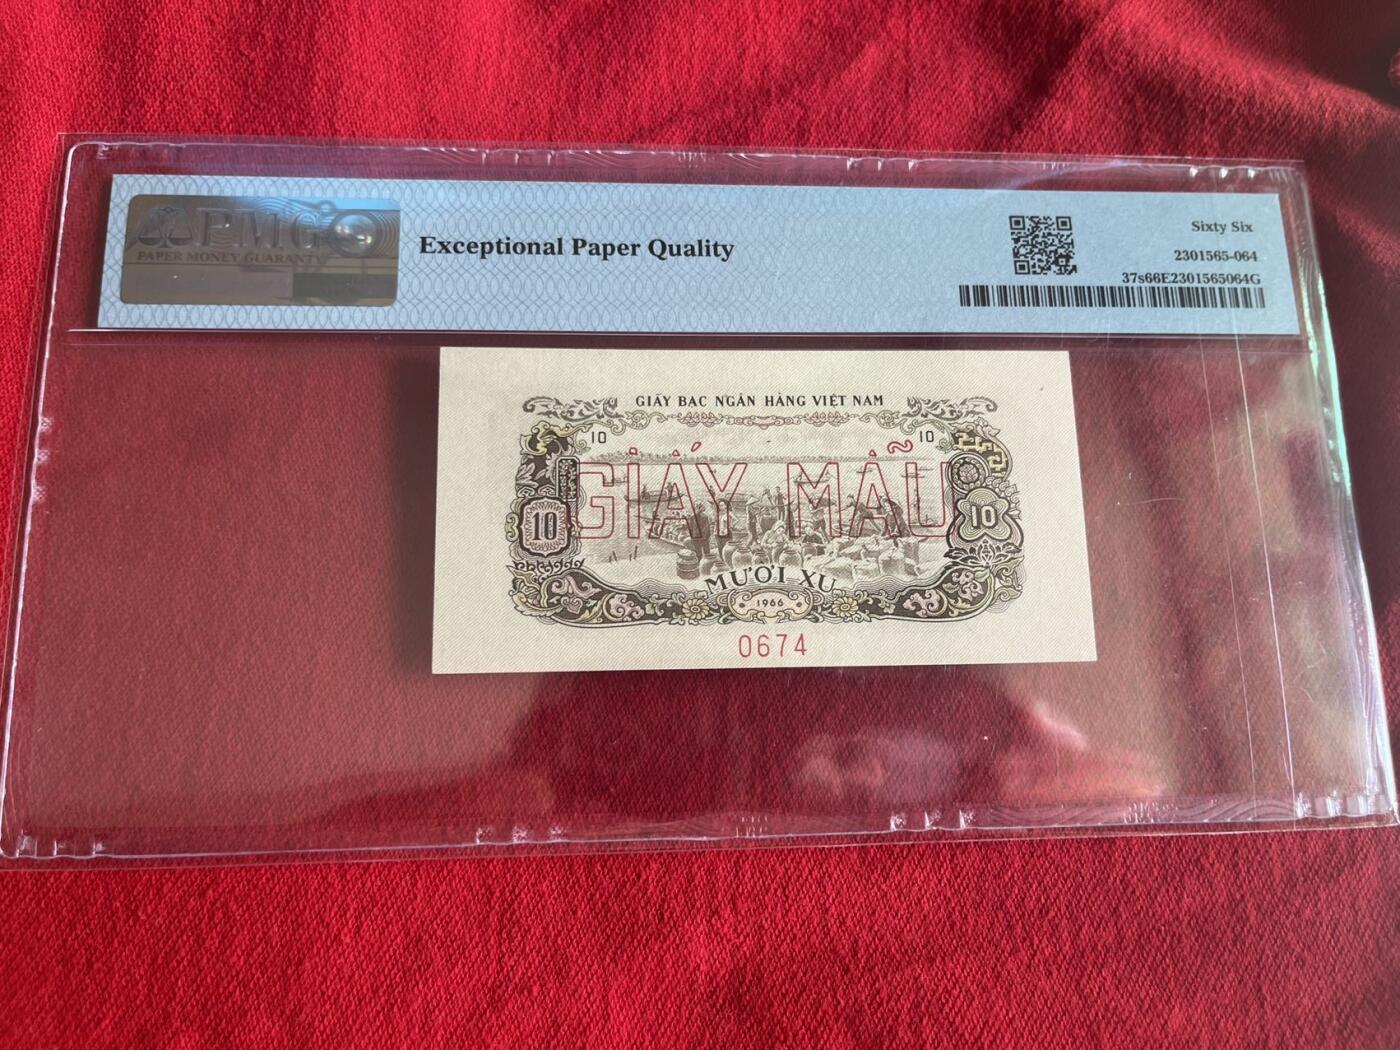 PMG
PAPER MONEY GUARANTY
Exceptional Paper Quality
Sixty Six
2301565-064
37s66E2301565064G
GIẤY BẠC NGÂN HÀNG VIỆT NAM
10 10
GIẤY MẪU
10 10
MƯỜI XU
1966
0674